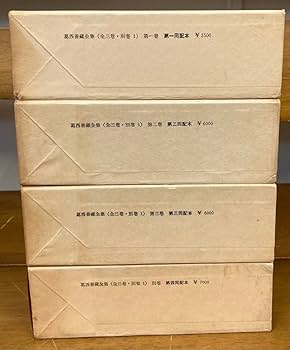 葛西善蔵全集（全三巻・別巻1） 第一巻 第一回配本 ￥5500
葛西善蔵全集（全三巻・別巻1） 第二巻 第二回配本 ￥6000
葛西善蔵全集（全三巻・別巻1） 第三巻 第三回配本 ￥6000
葛西善蔵全集（全三巻・別巻1） 別巻 第四回配本 ￥7000